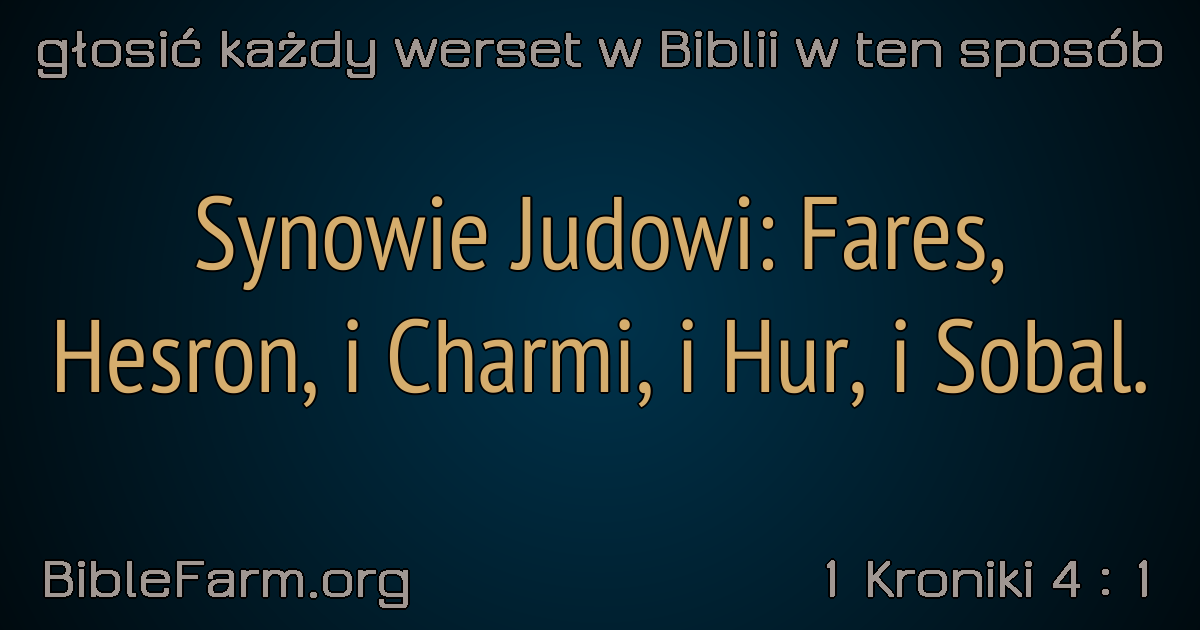 głosić każdy werset w Biblii w ten sposób
Synowie Judowi: Fares,
Hesron, i Charmi, i Hur, i Sobal.
BibleFarm.org
1 Kroniki 4 : 1